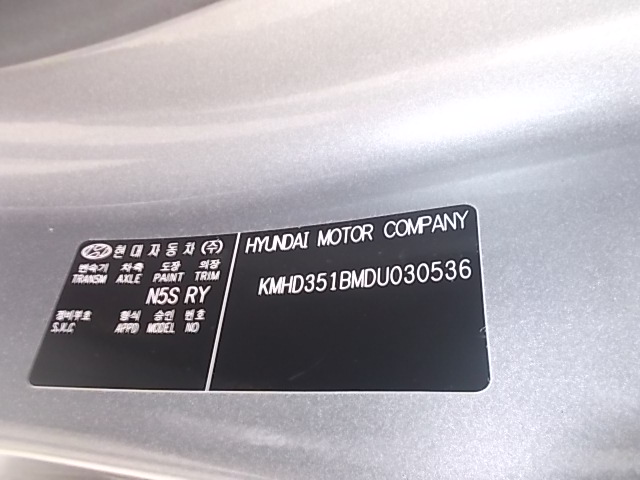 현대자동차(주)
변속기 차축 도장 의장
TRANSM AXLE PAINT TRIM
N5S RY
정비부호 형식 승인 번호
S.V.C APPD MODEL NO
HYUNDAI MOTOR COMPANY
KMHD351BMDU030536